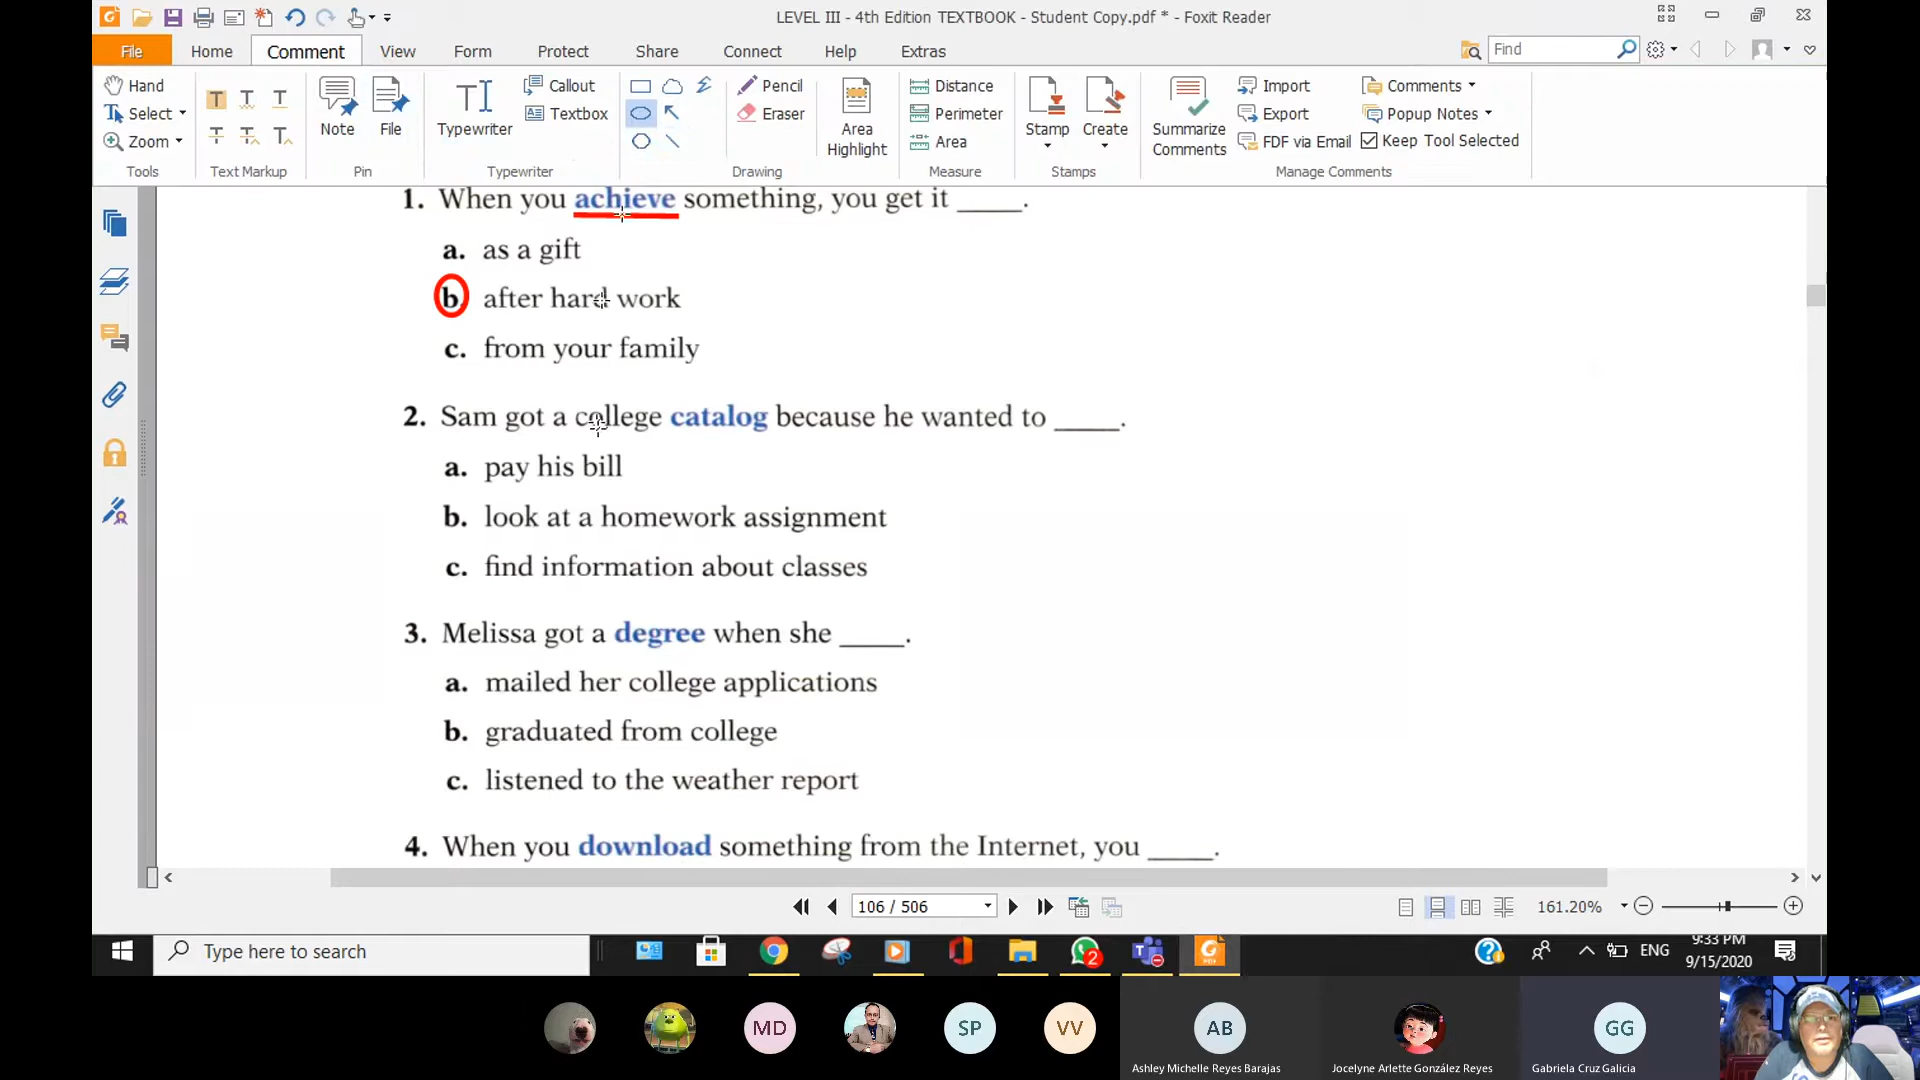 LEVEL III - 4th Edition TEXTBOOK - Student Copy.pdf * - Foxit Reader
File Home Comment View Form Protect Share Connect Help Extras Find
Hand
Select
Zoom
Tools
Text Markup
Note File
Pin
Typewriter
Callout
Textbox
Typewriter
Pencil
Eraser
Area Highlight
Drawing
Distance
Perimeter
Area
Measure
Stamp Create
Stamps
Summarize Comments
Import
Export
FDF via Email
Comments
Popup Notes
Keep Tool Selected
Manage Comments
1. When you achieve something, you get it _____.
a. as a gift
b after hard work
c. from your family
2. Sam got a college catalog because he wanted to _____.
a. pay his bill
b. look at a homework assignment
c. find information about classes
3. Melissa got a degree when she _____.
a. mailed her college applications
b. graduated from college
c. listened to the weather report
4. When you download something from the Internet, you _____.
106 / 506
161.20%
Type here to search
2
ENG
9:33 PM
9/15/2020
MD SP VV AB GG
Ashley Michelle Reyes Barajas
Jocelyne Arlette González Reyes
Gabriela Cruz Galicia